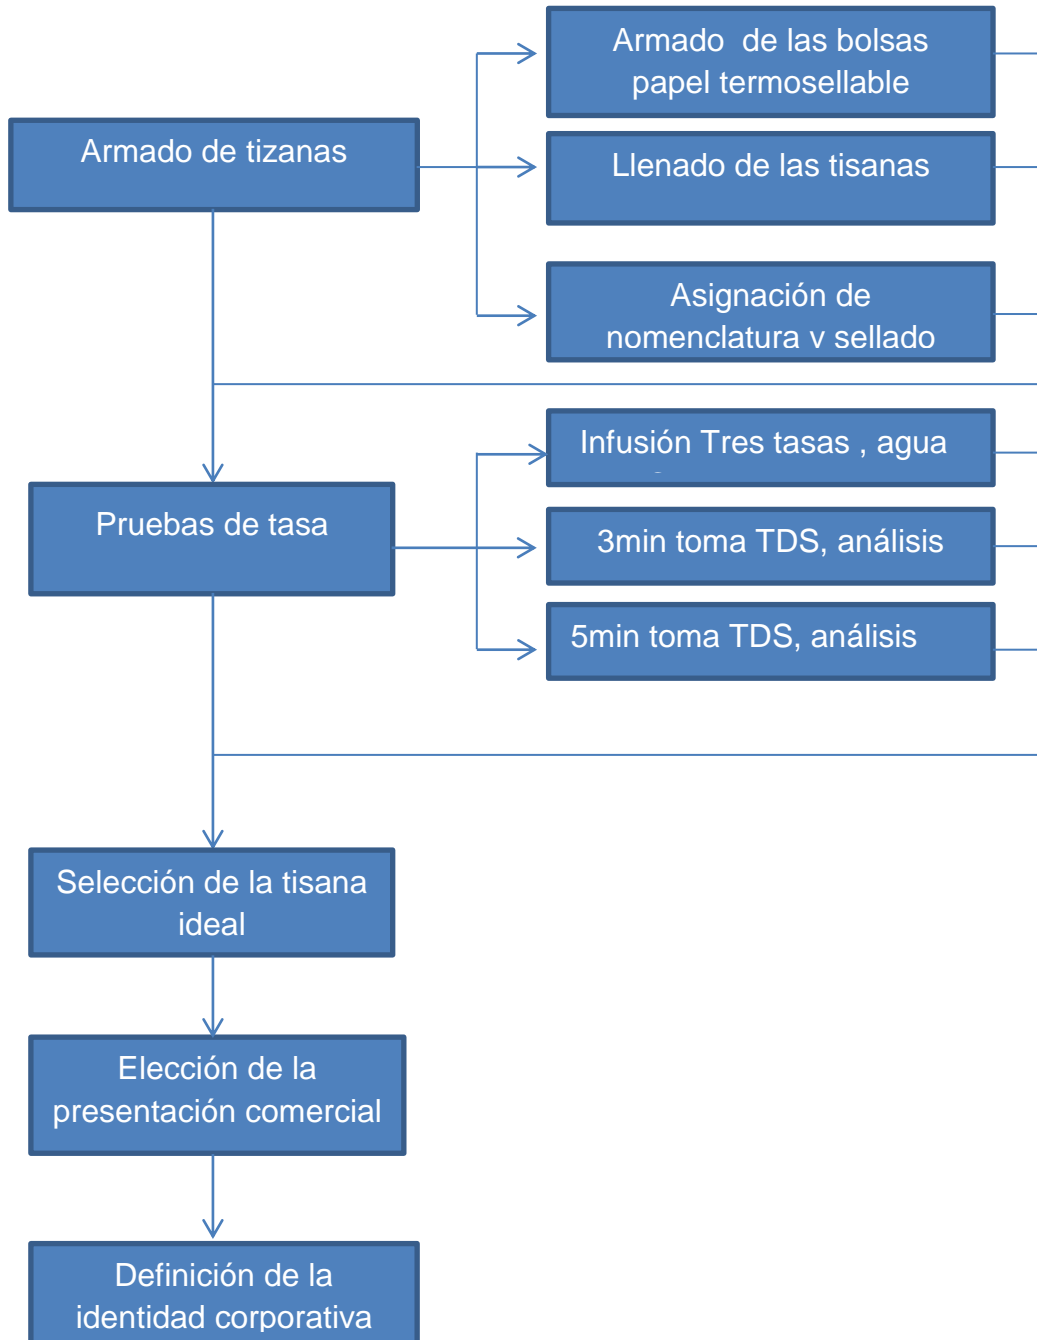 Armado de las bolsas
papel termosellable
Armado de tizanas
Llenado de las tisanas
Asignación de
nomenclatura y sellado
Infusión Tres tasas , agua
Pruebas de tasa
3min toma TDS, análisis
5min toma TDS, análisis
Selección de la tisana
ideal
Elección de la
presentación comercial
Definición de la
identidad corporativa